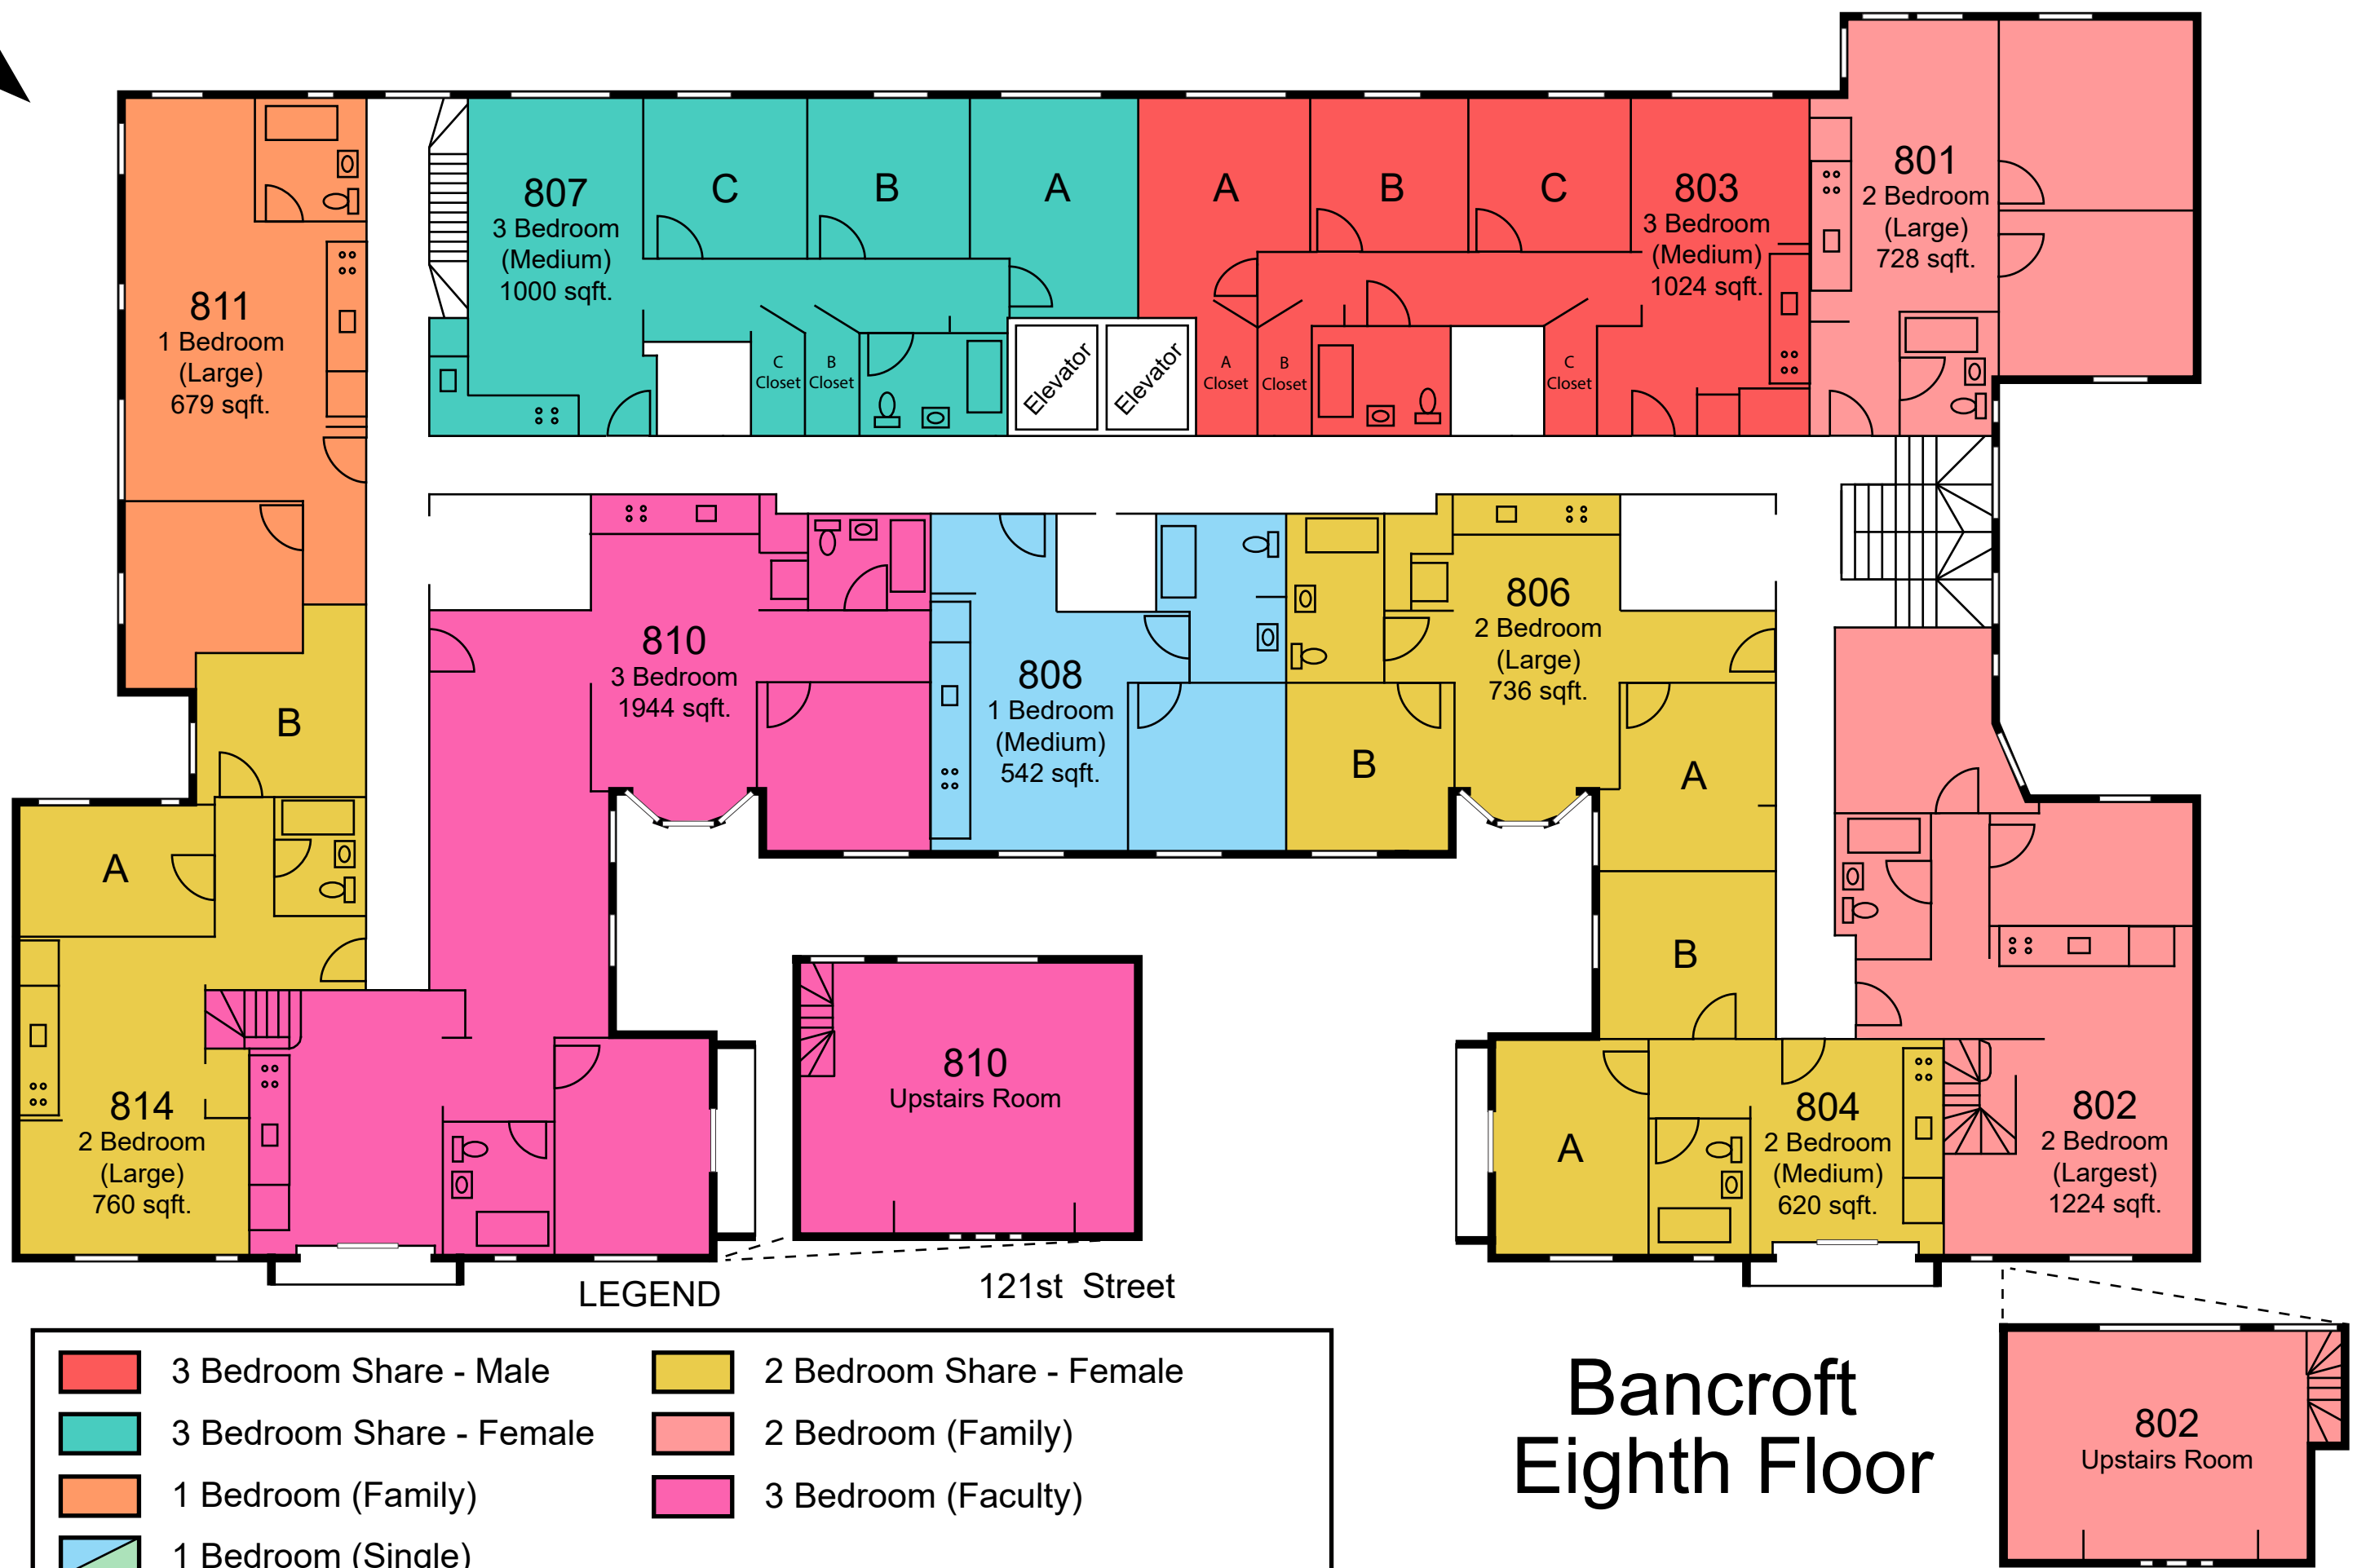 807
3 Bedroom
(Medium)
1000 sqft.
C
B
A
A
B
C
803
3 Bedroom
(Medium)
1024 sqft.
801
2 Bedroom
(Large)
728 sqft.
811
1 Bedroom
(Large)
679 sqft.
C
Closet
B
Closet
Elevator
Elevator
A
Closet
B
Closet
C
Closet
810
3 Bedroom
1944 sqft.
808
1 Bedroom
(Medium)
542 sqft.
806
2 Bedroom
(Large)
736 sqft.
B
B
A
A
B
814
2 Bedroom
(Large)
760 sqft.
810
Upstairs Room
A
804
2 Bedroom
(Medium)
620 sqft.
802
2 Bedroom
(Largest)
1224 sqft.
LEGEND
121st Street
3 Bedroom Share - Male
3 Bedroom Share - Female
1 Bedroom (Family)
1 Bedroom (Single)
2 Bedroom Share - Female
2 Bedroom (Family)
3 Bedroom (Faculty)
Bancroft
Eighth Floor
802
Upstairs Room